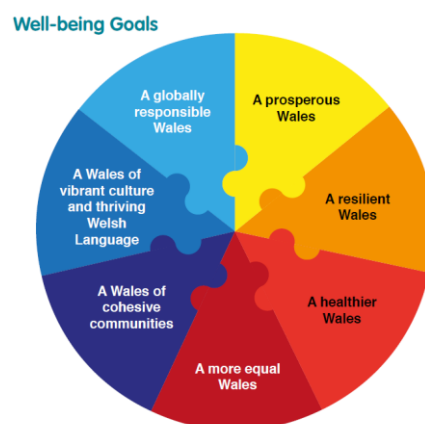 Well-being Goals
A globally
responsible
Wales
A prosperous
Wales
A Wales of
vibrant culture
and thriving
Welsh
Language
A resilient
Wales
A Wales of
cohesive
communities
A healthier
Wales
A more equal
Wales